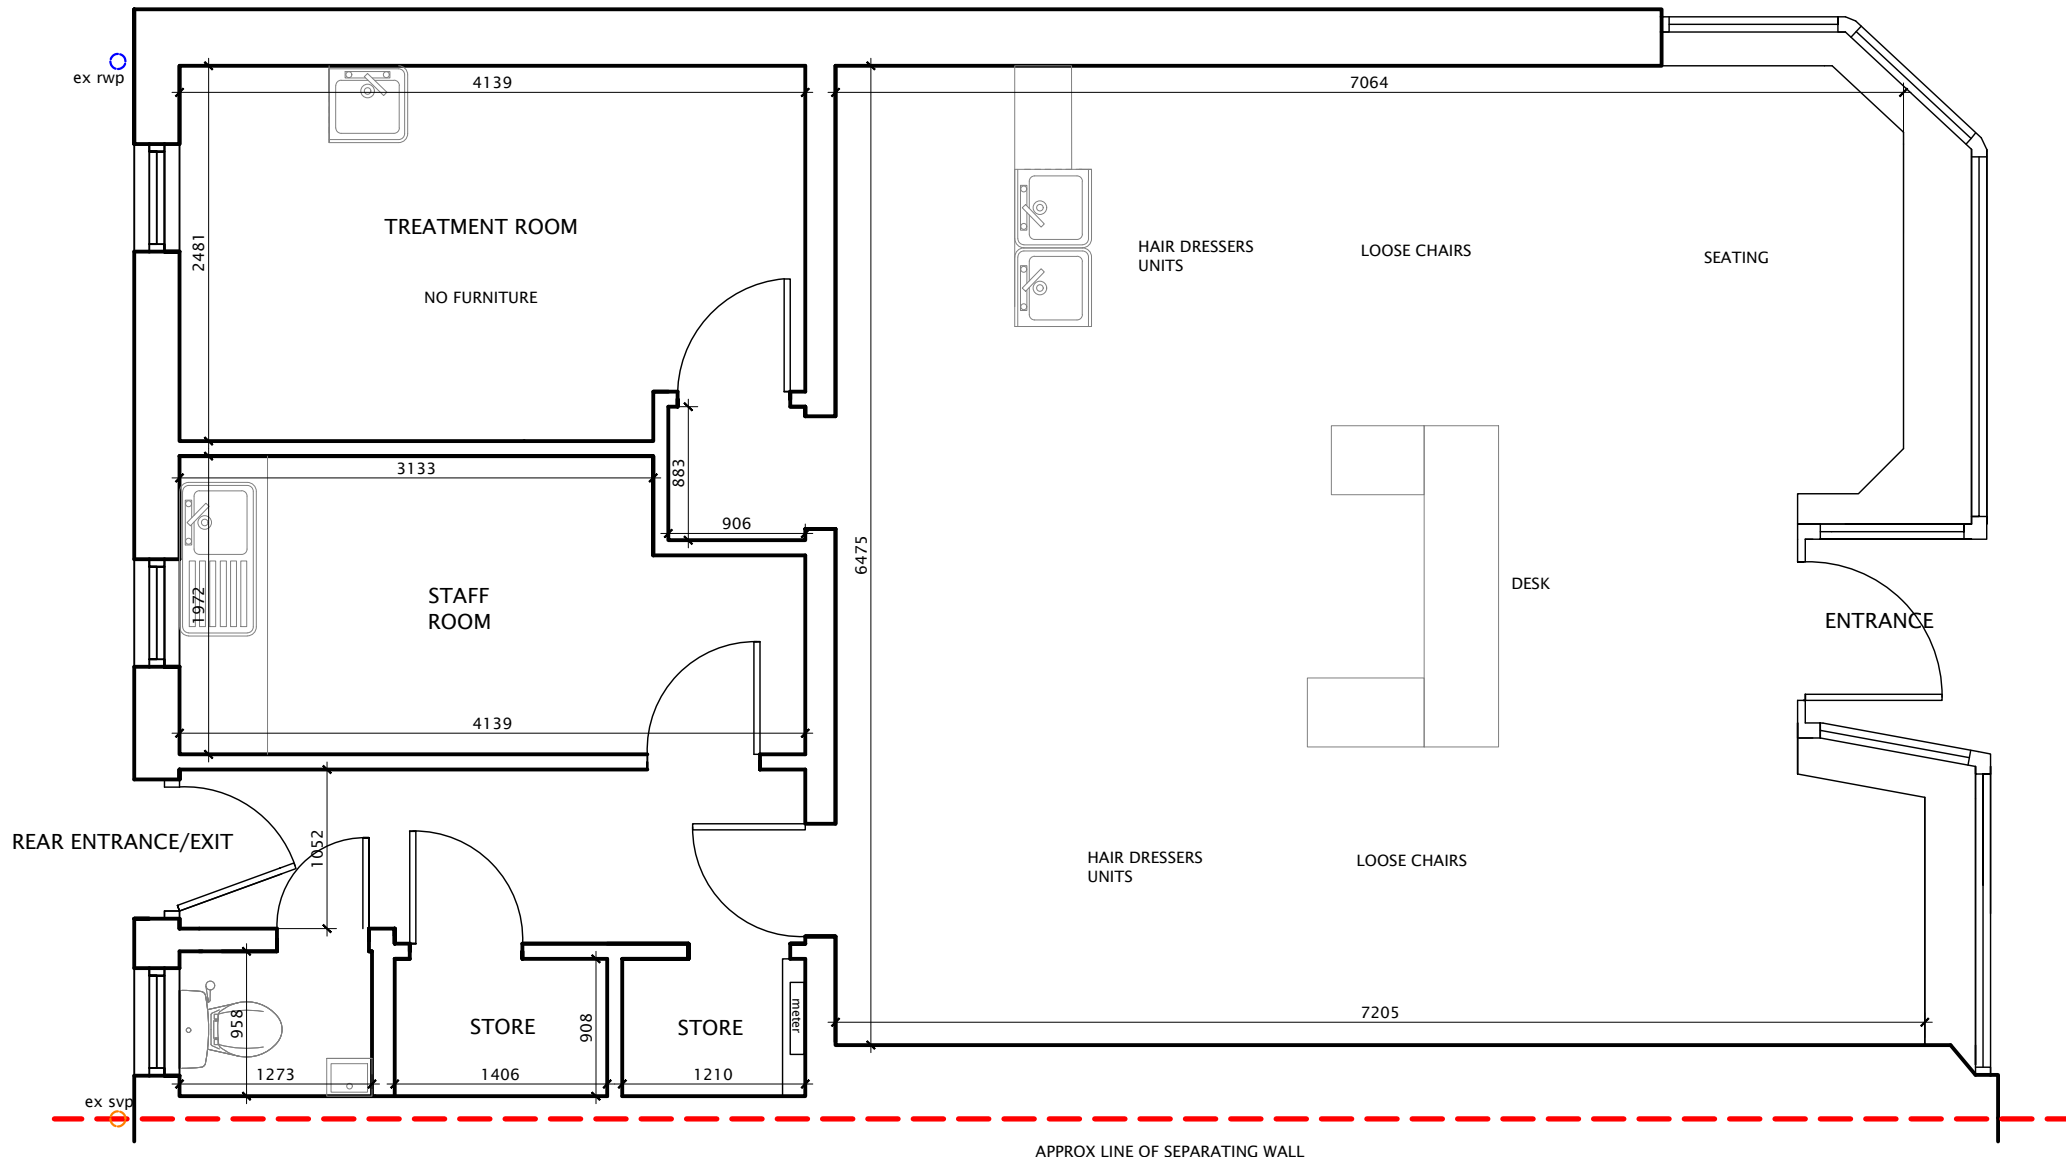 ex rwp
4139
7064
TREATMENT ROOM
NO FURNITURE
2481
HAIR DRESSERS
UNITS
LOOSE CHAIRS
SEATING
3133
883
906
6475
1972
STAFF
ROOM
DESK
ENTRANCE
4139
REAR ENTRANCE/EXIT
1052
HAIR DRESSERS
UNITS
LOOSE CHAIRS
958
STORE
908
STORE
meter
7205
1273
1406
1210
ex svp
APPROX LINE OF SEPARATING WALL